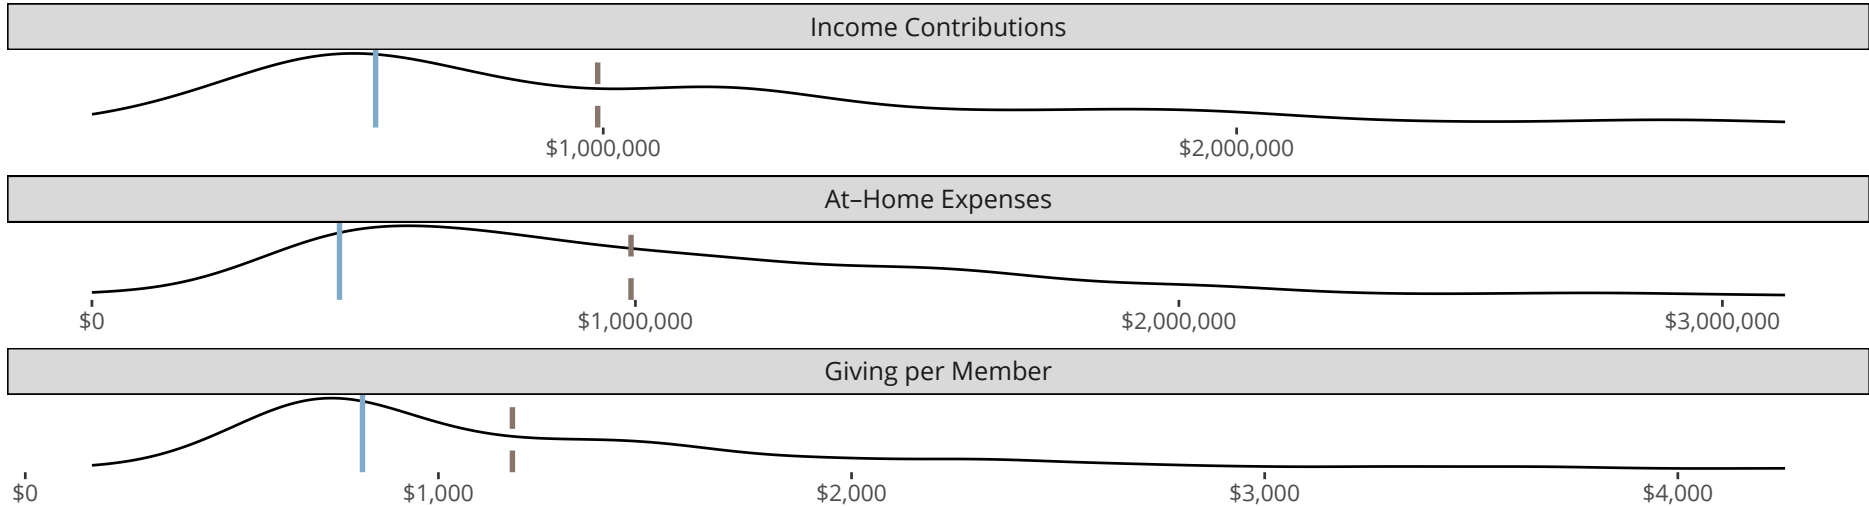 Income Contributions
$1,000,000 $2,000,000
At–Home Expenses
$0 $1,000,000 $2,000,000 $3,000,000
Giving per Member
$0 $1,000 $2,000 $3,000 $4,000